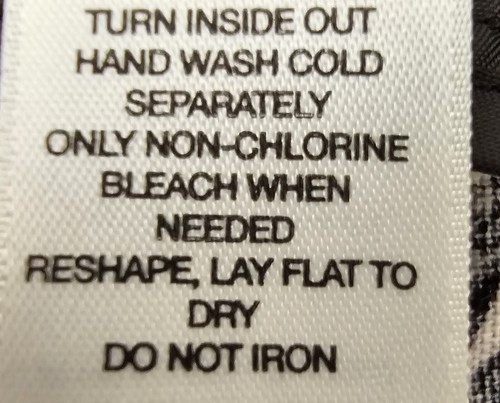 TURN INSIDE OUT
HAND WASH COLD
SEPARATELY
ONLY NON-CHLORINE
BLEACH WHEN
NEEDED
RESHAPE, LAY FLAT TO
DRY
DO NOT IRON